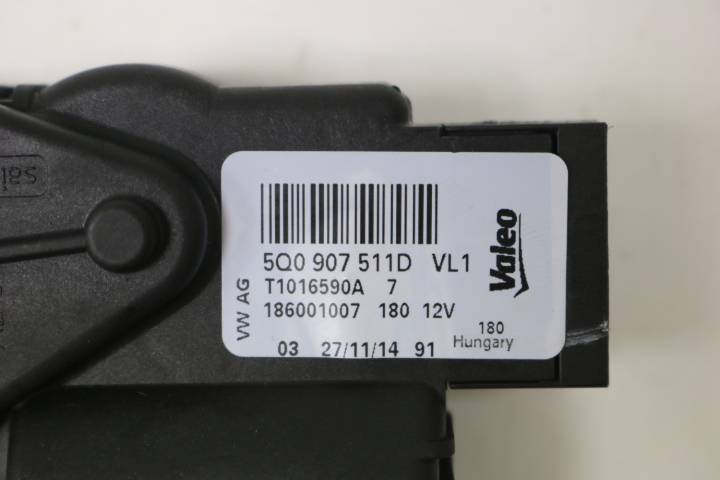 5Q0 907 511D VL1
T1016590A 7
186001007 180 12V
03 27/11/14 91
VW AG
Valeo
180
Hungary